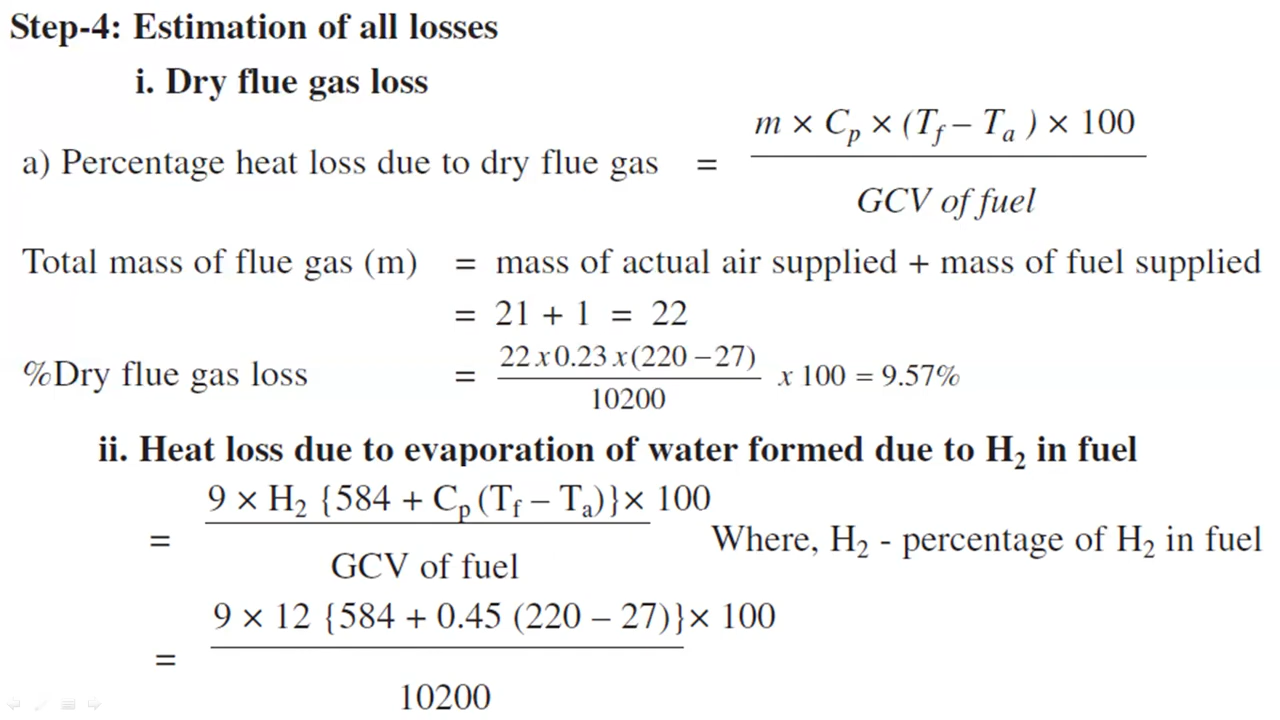 Step-4: Estimation of all losses
i. Dry flue gas loss
a) Percentage heat loss due to dry flue gas = m × Cp × (Tf – Ta ) × 100
GCV of fuel
Total mass of flue gas (m) = mass of actual air supplied + mass of fuel supplied
= 21 + 1 = 22
%Dry flue gas loss = 22 x 0.23 x (220 – 27)
10200
x 100 = 9.57%
ii. Heat loss due to evaporation of water formed due to H₂ in fuel
= 9 × H₂ {584 + Cp (Tf – Ta)}× 100
GCV of fuel
Where, H₂ - percentage of H₂ in fuel
= 9 × 12 {584 + 0.45 (220 – 27)}× 100
10200